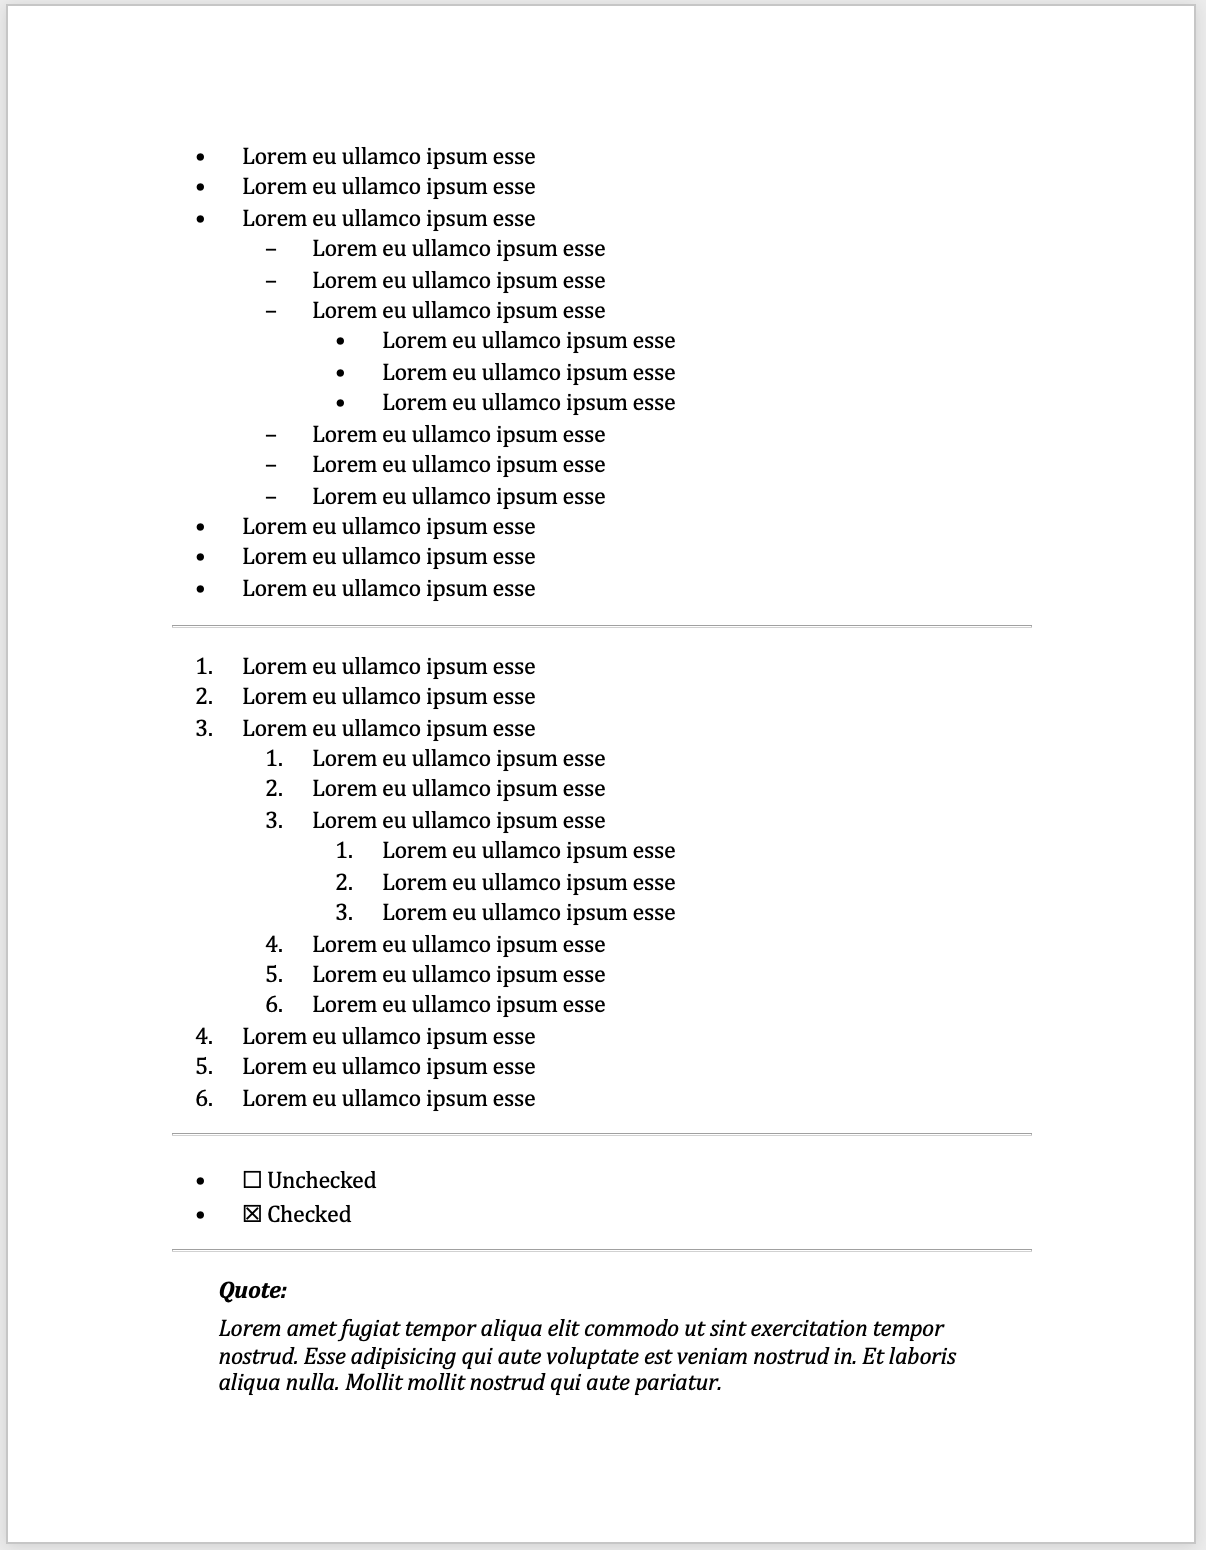 • Lorem eu ullamco ipsum esse
• Lorem eu ullamco ipsum esse
• Lorem eu ullamco ipsum esse
– Lorem eu ullamco ipsum esse
– Lorem eu ullamco ipsum esse
– Lorem eu ullamco ipsum esse
• Lorem eu ullamco ipsum esse
• Lorem eu ullamco ipsum esse
• Lorem eu ullamco ipsum esse
– Lorem eu ullamco ipsum esse
– Lorem eu ullamco ipsum esse
– Lorem eu ullamco ipsum esse
• Lorem eu ullamco ipsum esse
• Lorem eu ullamco ipsum esse
• Lorem eu ullamco ipsum esse
1. Lorem eu ullamco ipsum esse
2. Lorem eu ullamco ipsum esse
3. Lorem eu ullamco ipsum esse
1. Lorem eu ullamco ipsum esse
2. Lorem eu ullamco ipsum esse
3. Lorem eu ullamco ipsum esse
1. Lorem eu ullamco ipsum esse
2. Lorem eu ullamco ipsum esse
3. Lorem eu ullamco ipsum esse
4. Lorem eu ullamco ipsum esse
5. Lorem eu ullamco ipsum esse
6. Lorem eu ullamco ipsum esse
4. Lorem eu ullamco ipsum esse
5. Lorem eu ullamco ipsum esse
6. Lorem eu ullamco ipsum esse
• ☐ Unchecked
• ☒ Checked
Quote:
Lorem amet fugiat tempor aliqua elit commodo ut sint exercitation tempor
nostrud. Esse adipisicing qui aute voluptate est veniam nostrud in. Et laboris
aliqua nulla. Mollit mollit nostrud qui aute pariatur.